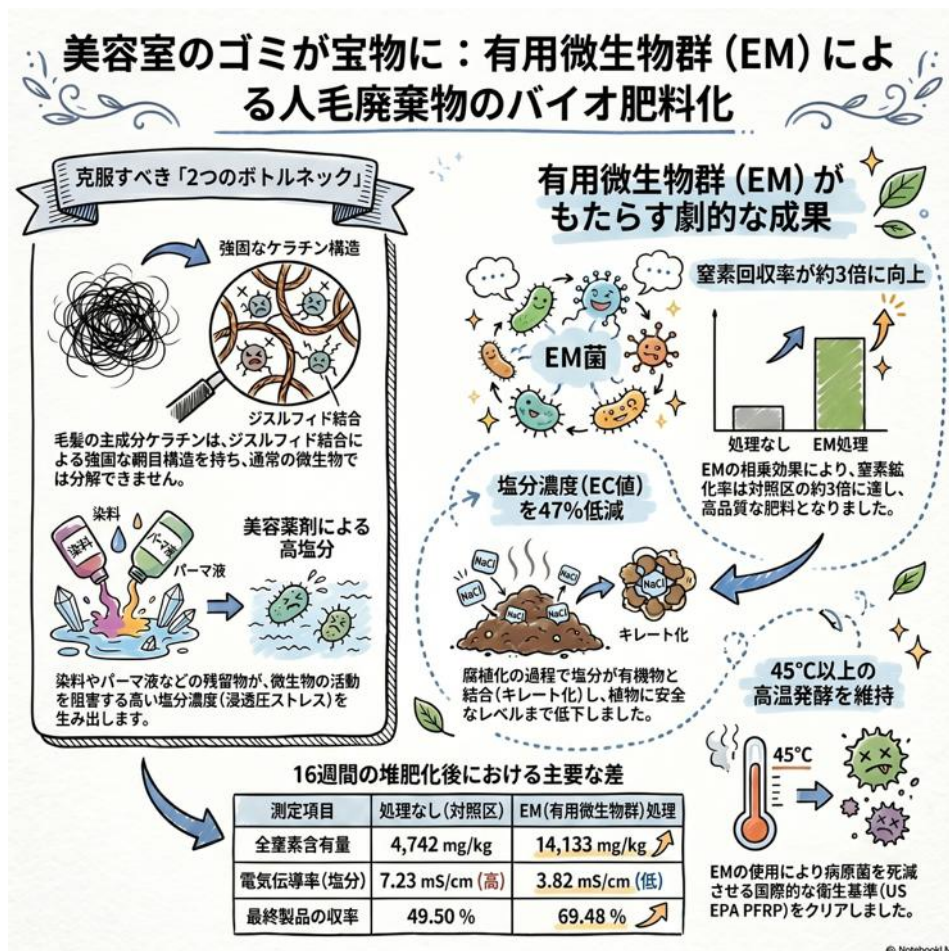 美容室のゴミが宝物に：有用微生物群（EM）によ
る人毛廃棄物のバイオ肥料化
克服すべき「2つのボトルネック」
強固なケラチン構造
ジスルフィド結合
毛髪の主成分ケラチンは、ジスルフィド結合に
よる強固な網目構造を持ち、通常の微生物で
は分解できません。
染料
染料
パーマ液
パーマ液
美容薬剤による
高塩分
染料やパーマ液などの残留物が、微生物の活動
を阻害する高い塩分濃度（浸透圧ストレス）を
生み出します。
有用微生物群（EM）が
もたらす劇的な成果
EM菌
窒素回収率が約3倍に向上
処理なし EM処理
EMの相乗効果により、窒素鉱
化率は対照区の約3倍に達し、
高品質な肥料となりました。
塩分濃度（EC値）
を47%低減
NaCl
NaCl
NaCl
NaCl
NaCl
NaCl
キレート化
腐植化の過程で塩分が有機物と
結合（キレート化）し、植物に安全
なレベルまで低下しました。
45℃以上の
高温発酵を維持
45℃
EMの使用により病原菌を死滅
させる国際的な衛生基準（US
EPA PFRP）をクリアしました。
16週間の堆肥化後における主要な差
測定項目 処理なし（対照区） EM（有用微生物群）処理
全窒素含有量 4,742 mg/kg 14,133 mg/kg
電気伝導率（塩分） 7.23 mS/cm（高） 3.82 mS/cm（低）
最終製品の収率 49.50 % 69.48 %